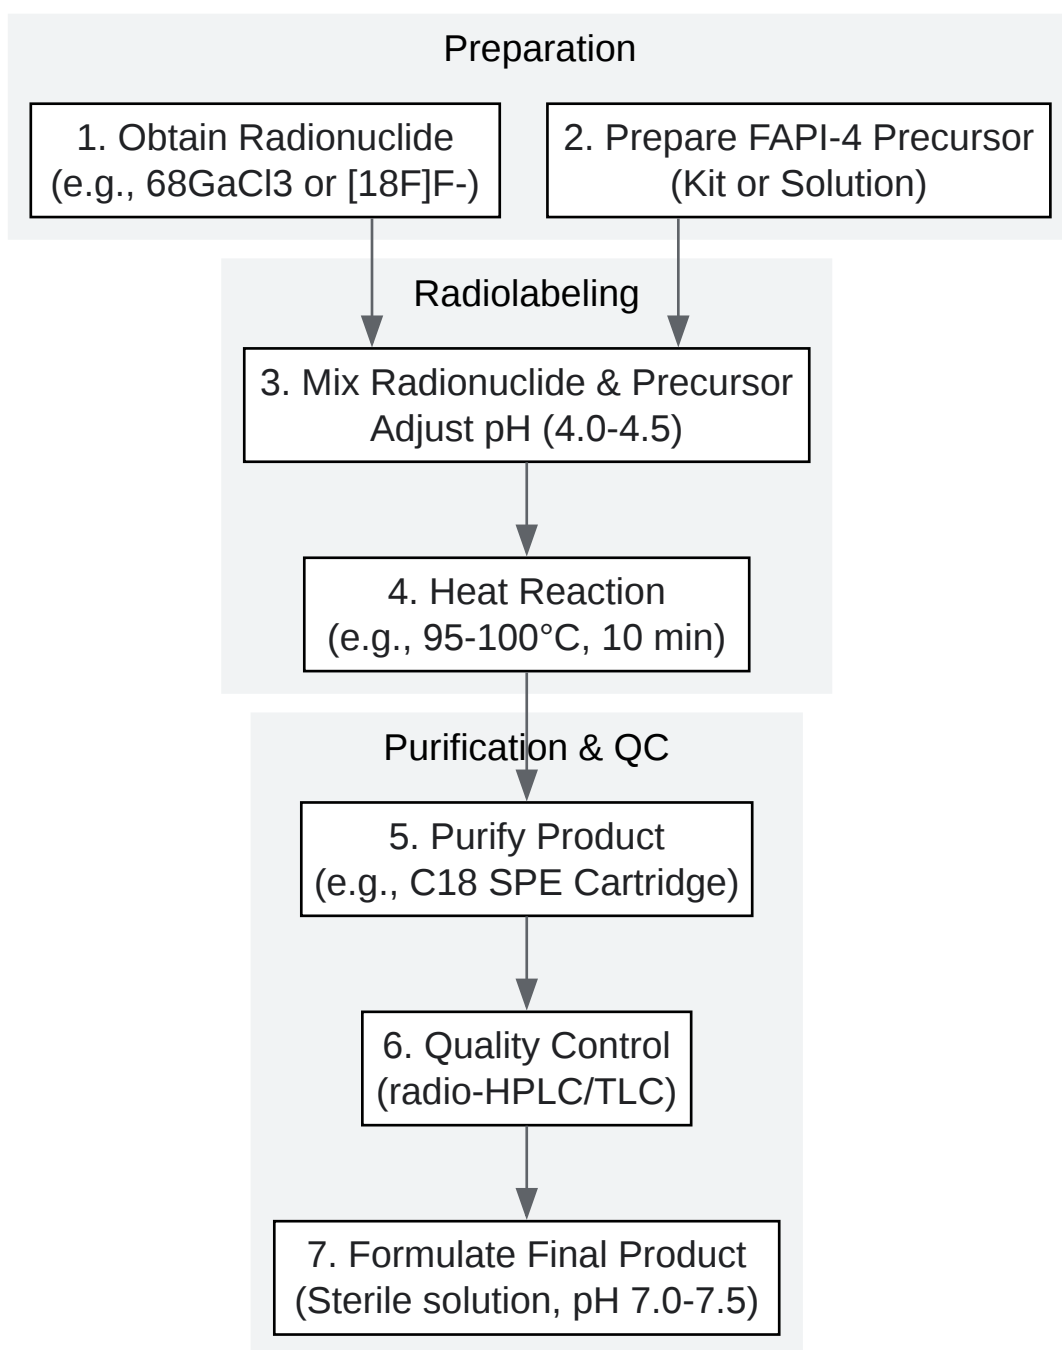 Preparation
1. Obtain Radionuclide
(e.g., 68GaCl3 or [18F]F-)
2. Prepare FAPI-4 Precursor
(Kit or Solution)
Radiolabeling
3. Mix Radionuclide & Precursor
Adjust pH (4.0-4.5)
4. Heat Reaction
(e.g., 95-100°C, 10 min)
Purification & QC
5. Purify Product
(e.g., C18 SPE Cartridge)
6. Quality Control
(radio-HPLC/TLC)
7. Formulate Final Product
(Sterile solution, pH 7.0-7.5)